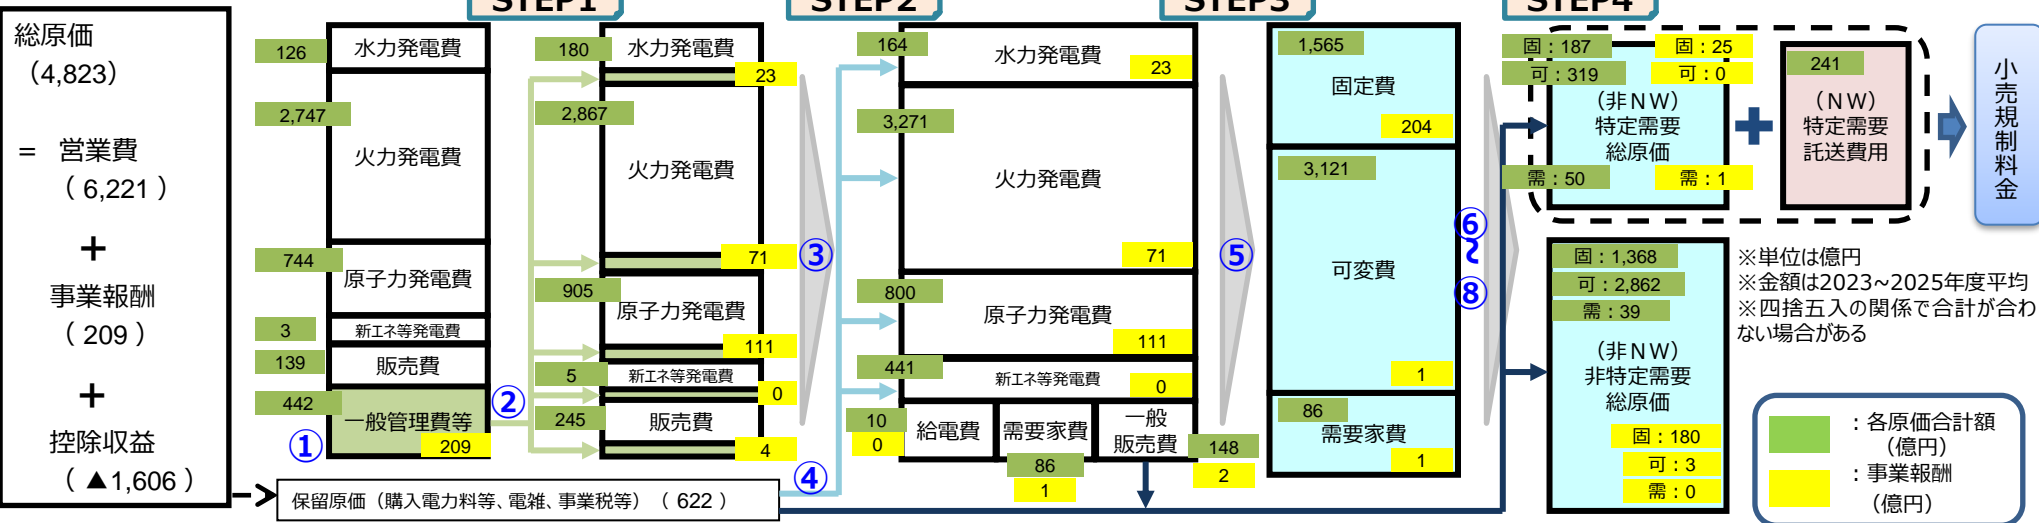 STEP1
STEP2
STEP3
STEP4
総原価
（4,823）
＝ 営業費
（ 6,221 ）
＋
事業報酬
（ 209 ）
＋
控除収益
（ ▲1,606 ）
126
水力発電費
2,747
火力発電費
744
原子力発電費
3
新エネ等発電費
139
販売費
442
一般管理費等
209
①
②
180
水力発電費
23
2,867
火力発電費
71
905
原子力発電費
111
5
新エネ等発電費
0
245
販売費
4
③
④
保留原価（購入電力料等、電雑、事業税等）（ 622 ）
164
水力発電費
23
3,271
火力発電費
71
800
原子力発電費
111
441
新エネ等発電費
0
10
0
給電費
需要家費
86
1
一般
販売費
148
2
⑤
1,565
固定費
204
3,121
可変費
1
86
需要家費
1
⑥
～
⑧
固：187
固：25
可：319
可：0
（非ＮＷ）
特定需要
総原価
需：50
需：1
＋
241
（ＮＷ）
特定需要
託送費用
小売規制料金
固：1,368
可：2,862
需：39
（非ＮＷ）
非特定需要
総原価
固：180
可：3
需：0
※単位は億円
※金額は2023~2025年度平均
※四捨五入の関係で合計が合わ
ない場合がある
：各原価合計額
（億円）
：事業報酬
（億円）